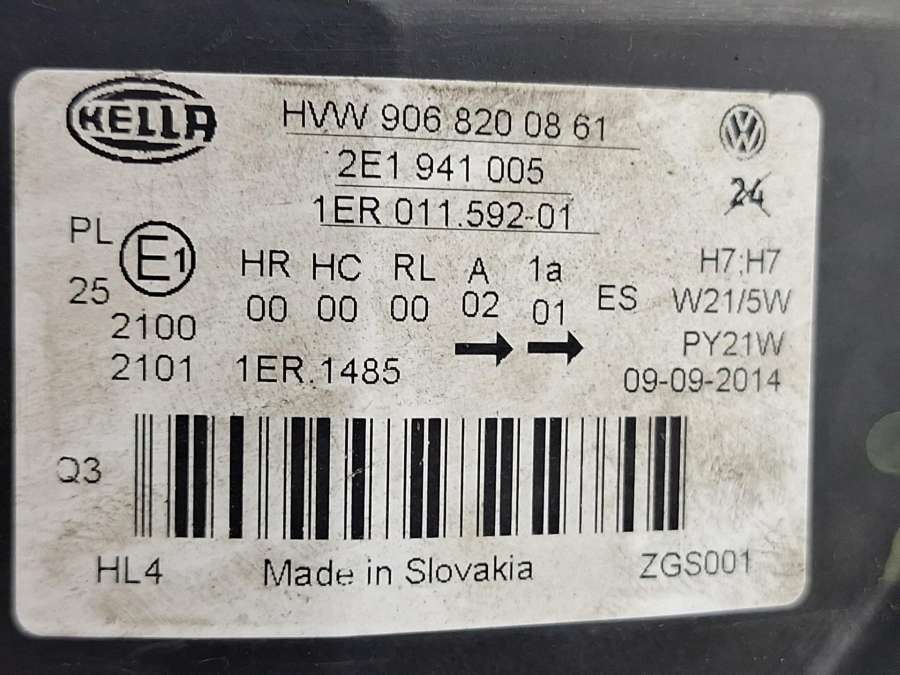 HELLA
HVW 906 820 08 61
2E1 941 005
1ER 011.592-01
24
PL E1 HR HC RL A 1a H7;H7
25 00 00 00 02 01 ES W21/5W
2100 PY21W
2101 1ER.1485 09-09-2014
Q3
HL4 Made in Slovakia ZGS001